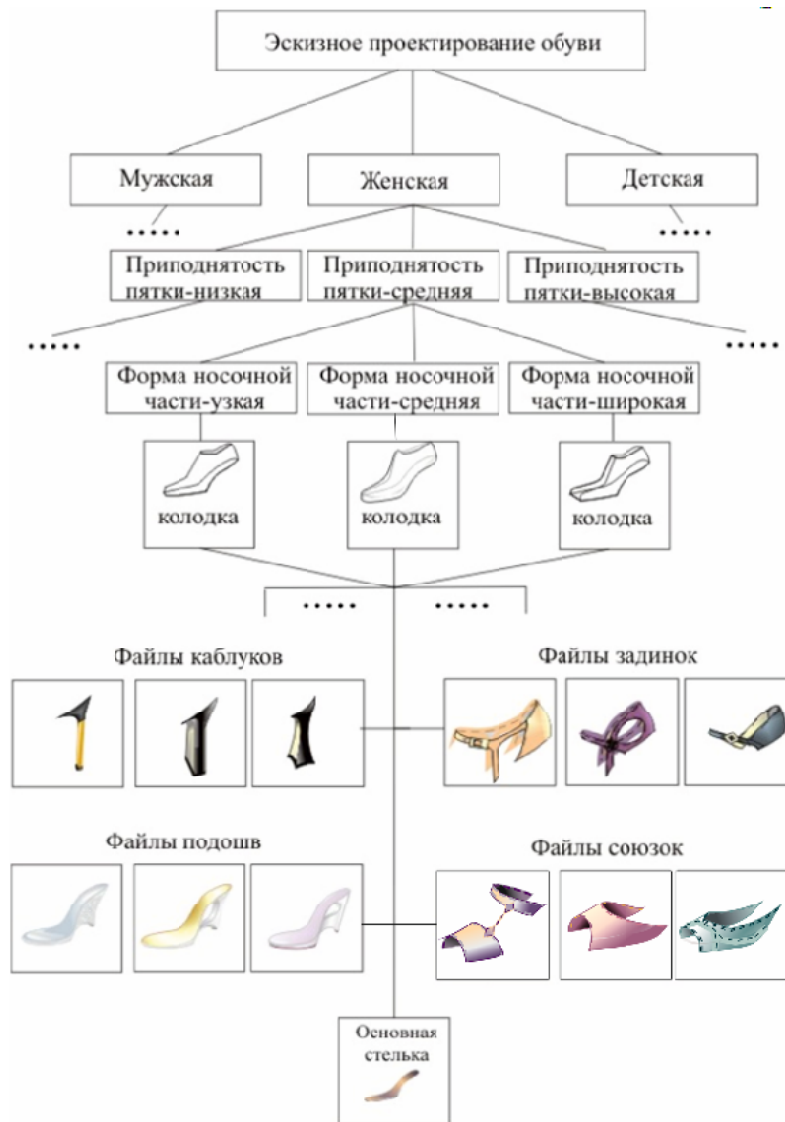 Эскизное проектирование обуви
Мужская
Женская
Детская
.....
.....
Приподнятость
пятки-низкая
Приподнятость
пятки-средняя
Приподнятость
пятки-высокая
.....
.....
Форма носочной
части-узкая
Форма носочной
части-средняя
Форма носочной
части-широкая
колодка
колодка
колодка
.....
.....
Файлы каблуков
Файлы задинок
Файлы подошв
Файлы союзок
Основная
стелька